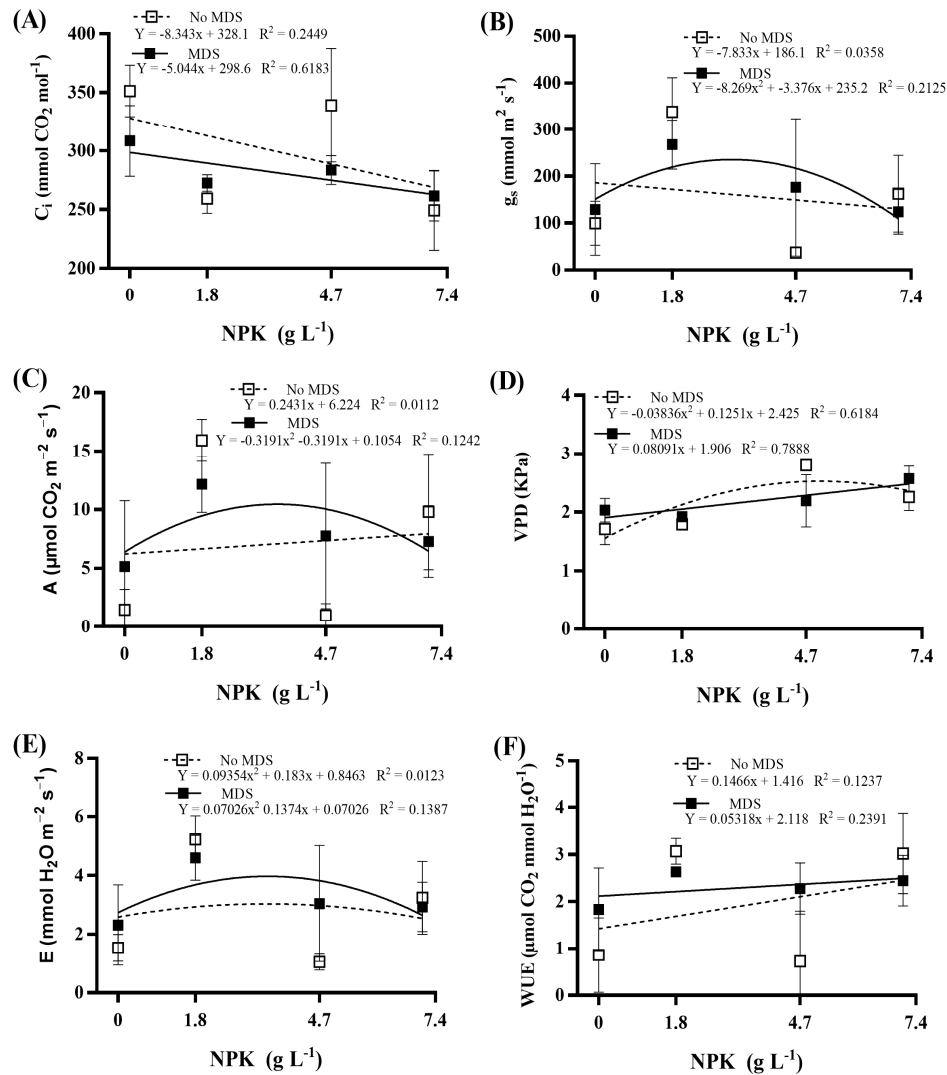 (A)
No MDS
Y = -8.343x + 328.1 R² = 0.2449
MDS
Y = -5.044x + 298.6 R² = 0.6183
400
350
300
250
200
Cᵢ (mmol CO₂ mol⁻¹)
0 1.8 4.7 7.4
NPK (g L⁻¹)
(B)
No MDS
Y = -7.833x + 186.1 R² 0.0358
MDS
Y = -8.269x² + -3.376x + 235.2 R² = 0.2125
500
400
300
200
100
0
gₛ (mmol m² s⁻¹)
0 1.8 4.7 7.4
NPK (g L⁻¹)
(C)
No MDS
Y = 0.2431x + 6.224 R² = 0.0112
MDS
Y = -0.3191x² -0.3191x + 0.1054 R² = 0.1242
20
15
10
5
0
A (µmol CO₂ m⁻² s⁻¹)
0 1.8 4.7 7.4
NPK (g L⁻¹)
(D)
No MDS
Y = -0.03836x² + 0.1251x + 2.425 R² = 0.6184
MDS
Y = 0.08091x + 1.906 R² = 0.7888
4
3
2
1
0
VPD (KPa)
0 1.8 4.7 7.4
NPK (g L⁻¹)
(E)
No MDS
Y = 0.09354x² + 0.183x + 0.8463 R² = 0.0123
MDS
Y = 0.07026x² 0.1374x + 0.07026 R² = 0.1387
8
6
4
2
0
E (mmol H₂O m⁻² s⁻¹)
0 1.8 4.7 7.4
NPK (g L⁻¹)
(F)
No MDS
Y = 0.1466x + 1.416 R² = 0.1237
MDS
Y = 0.05318x + 2.118 R² = 0.2391
5
4
3
2
1
0
WUE (µmol CO₂ mmol H₂O⁻¹)
0 1.8 4.7 7.4
NPK (g L⁻¹)